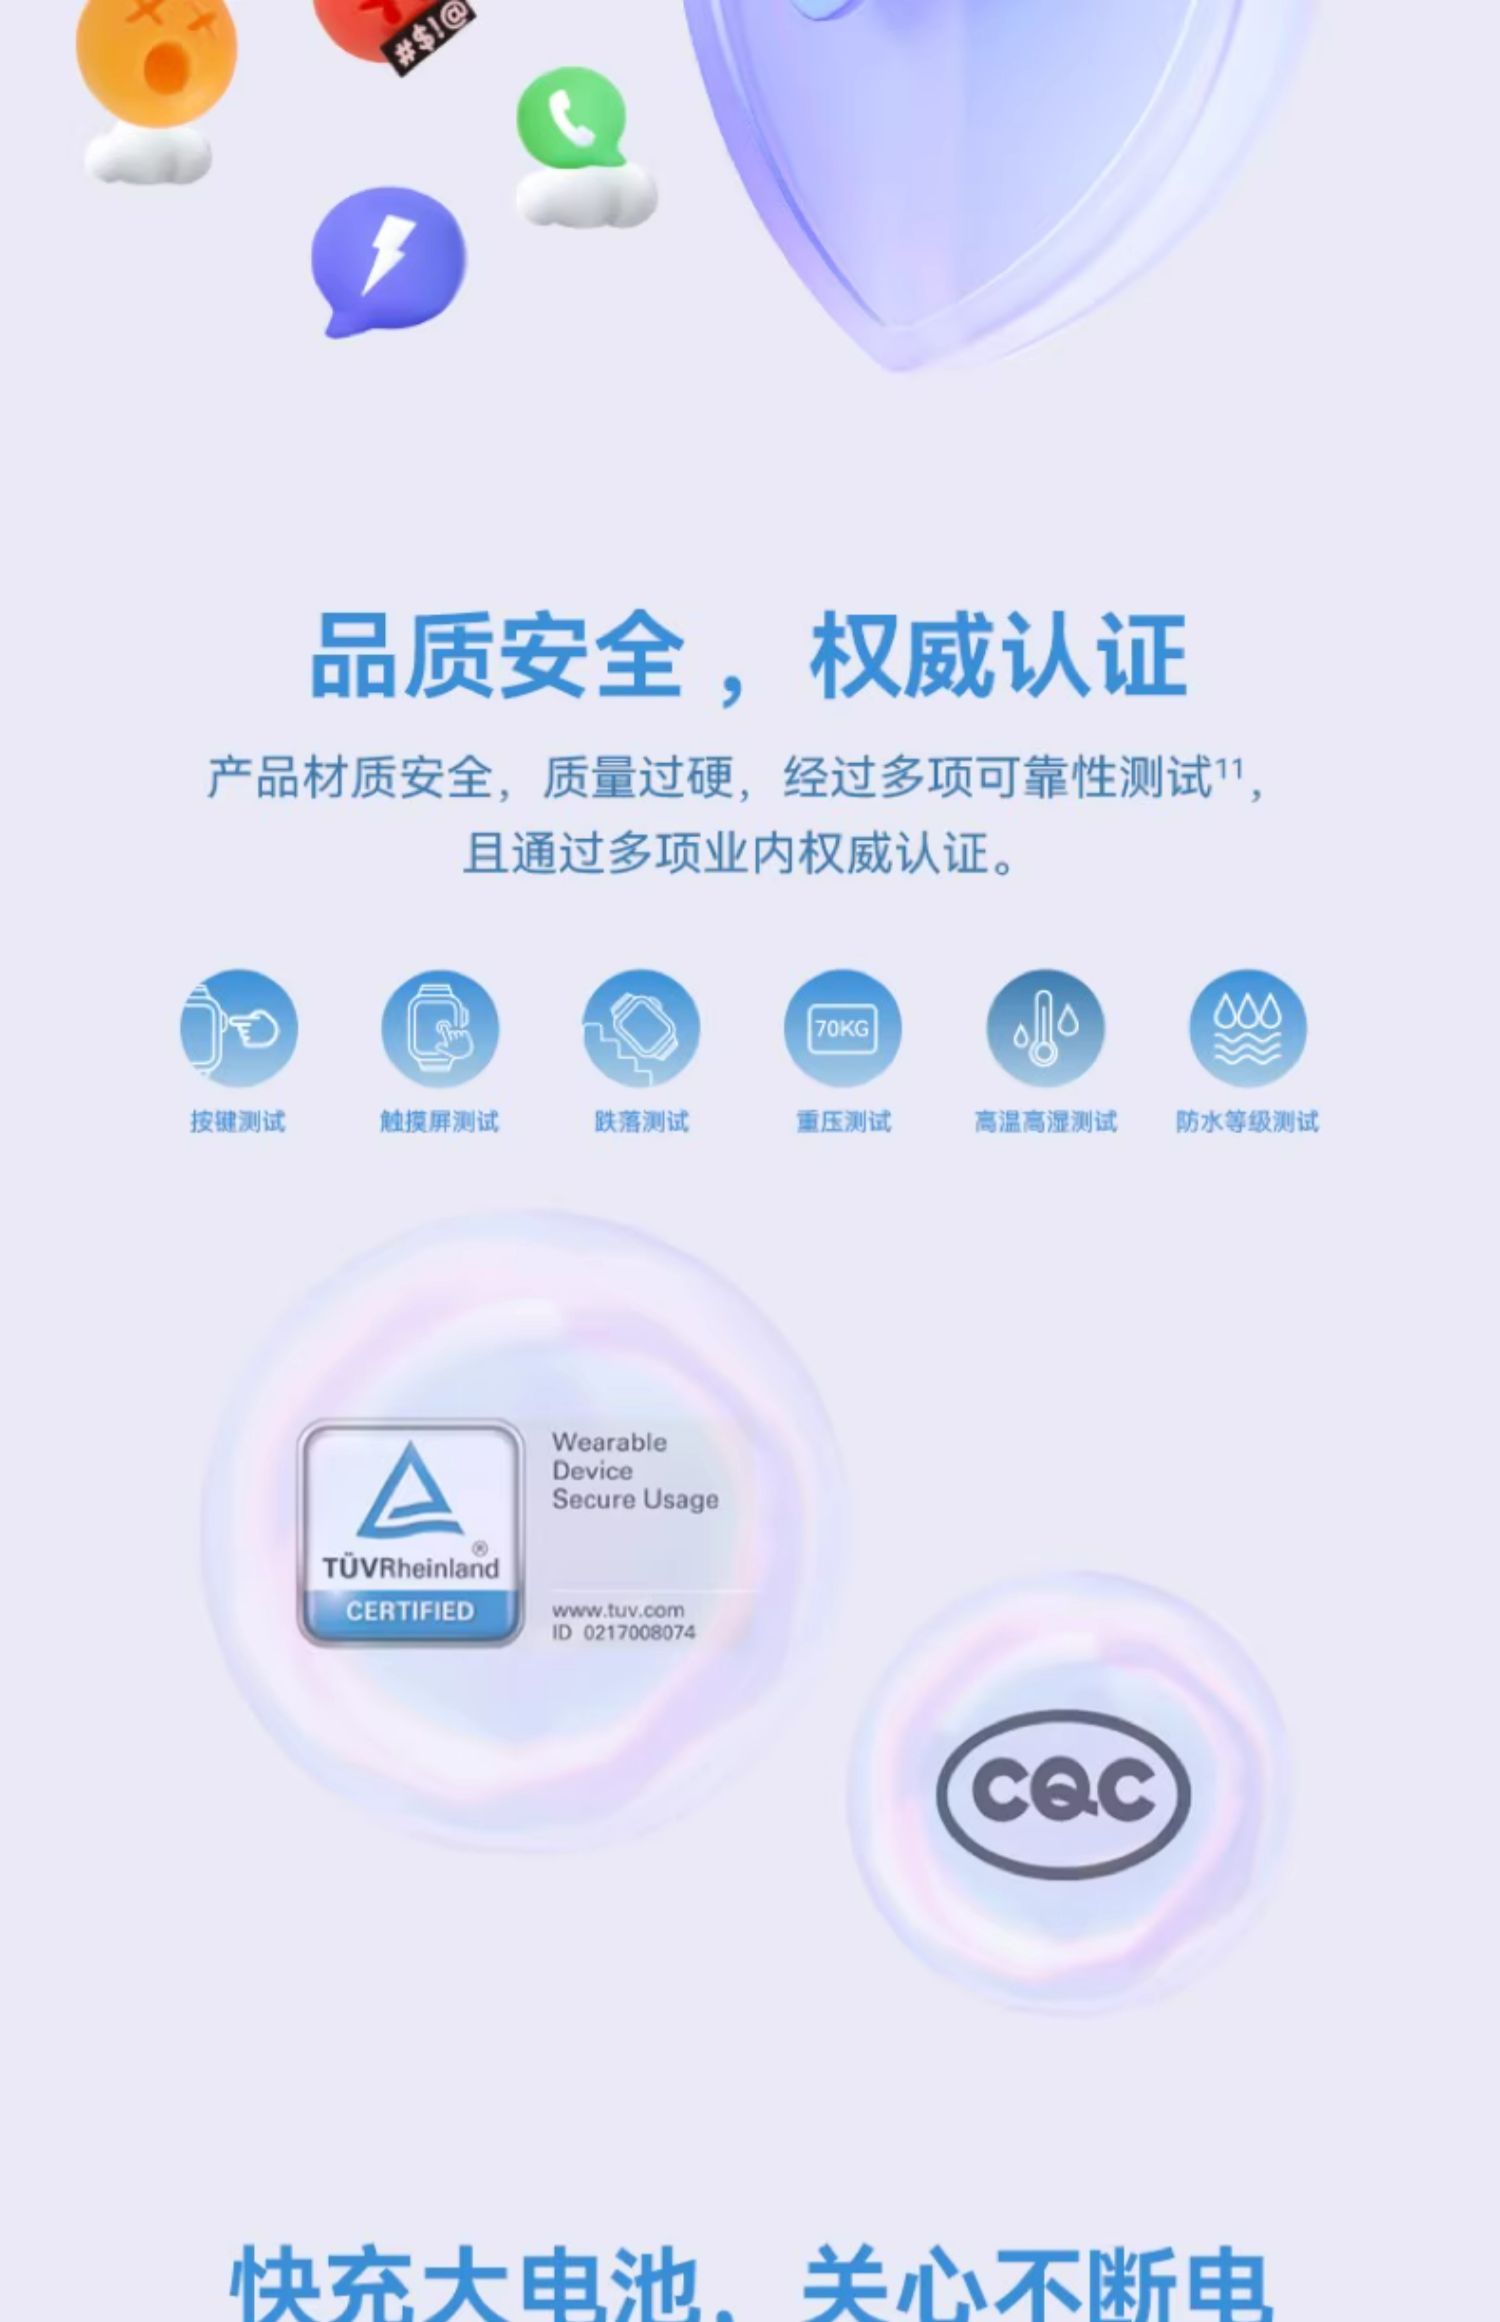 #$!@
品质安全，权威认证
产品材质安全，质量过硬，经过多项可靠性测试11，
且通过多项业内权威认证。
70KG
按键测试
触摸屏测试
跌落测试
重压测试
高温高湿测试
防水等级测试
Wearable
Device
Secure Usage
TÜVRheinland®
CERTIFIED
www.tuv.com
ID 0217008074
CQC
快充大电池，关心不断电